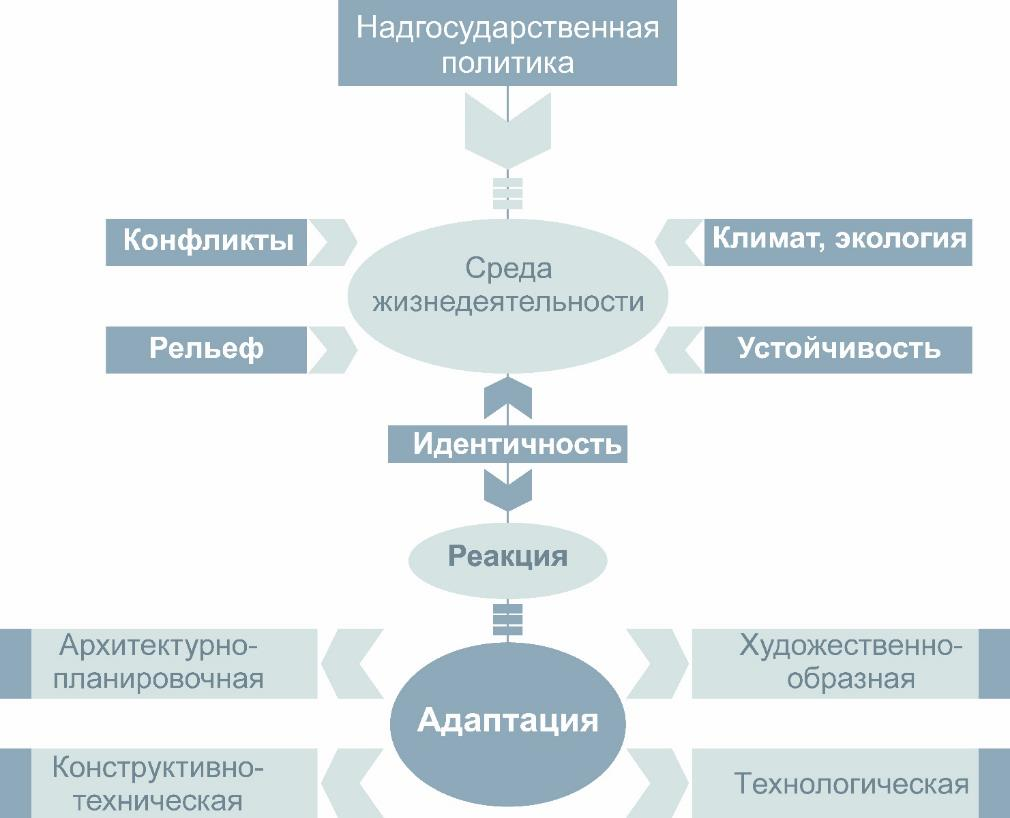 Надгосударственная
политика
Конфликты
Климат, экология
Среда
жизнедеятельности
Рельеф
Устойчивость
Идентичность
Реакция
Архитектурно-
планировочная
Художественно-
образная
Адаптация
Конструктивно-
техническая
Технологическая